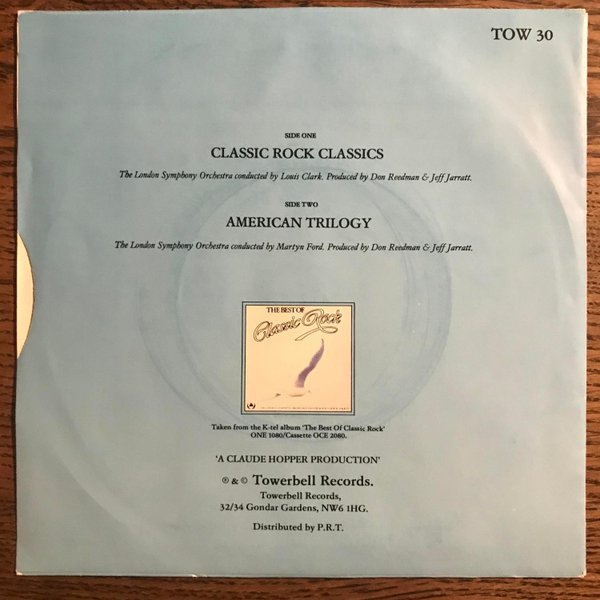 TOW 30
SIDE ONE
CLASSIC ROCK CLASSICS
The London Symphony Orchestra conducted by Louis Clark. Produced by Don Reedman & Jeff Jarratt.
SIDE TWO
AMERICAN TRILOGY
The London Symphony Orchestra conducted by Martyn Ford. Produced by Don Reedman & Jeff Jarratt.
THE BEST OF
Classic Rock
Taken from the K-tel album 'The Best Of Classic Rock'
ONE 1080/Cassette OCE 2080.
'A CLAUDE HOPPER PRODUCTION'
℗ & © Towerbell Records.
Towerbell Records,
32/34 Gondar Gardens, NW6 1HG.
Distributed by P.R.T.